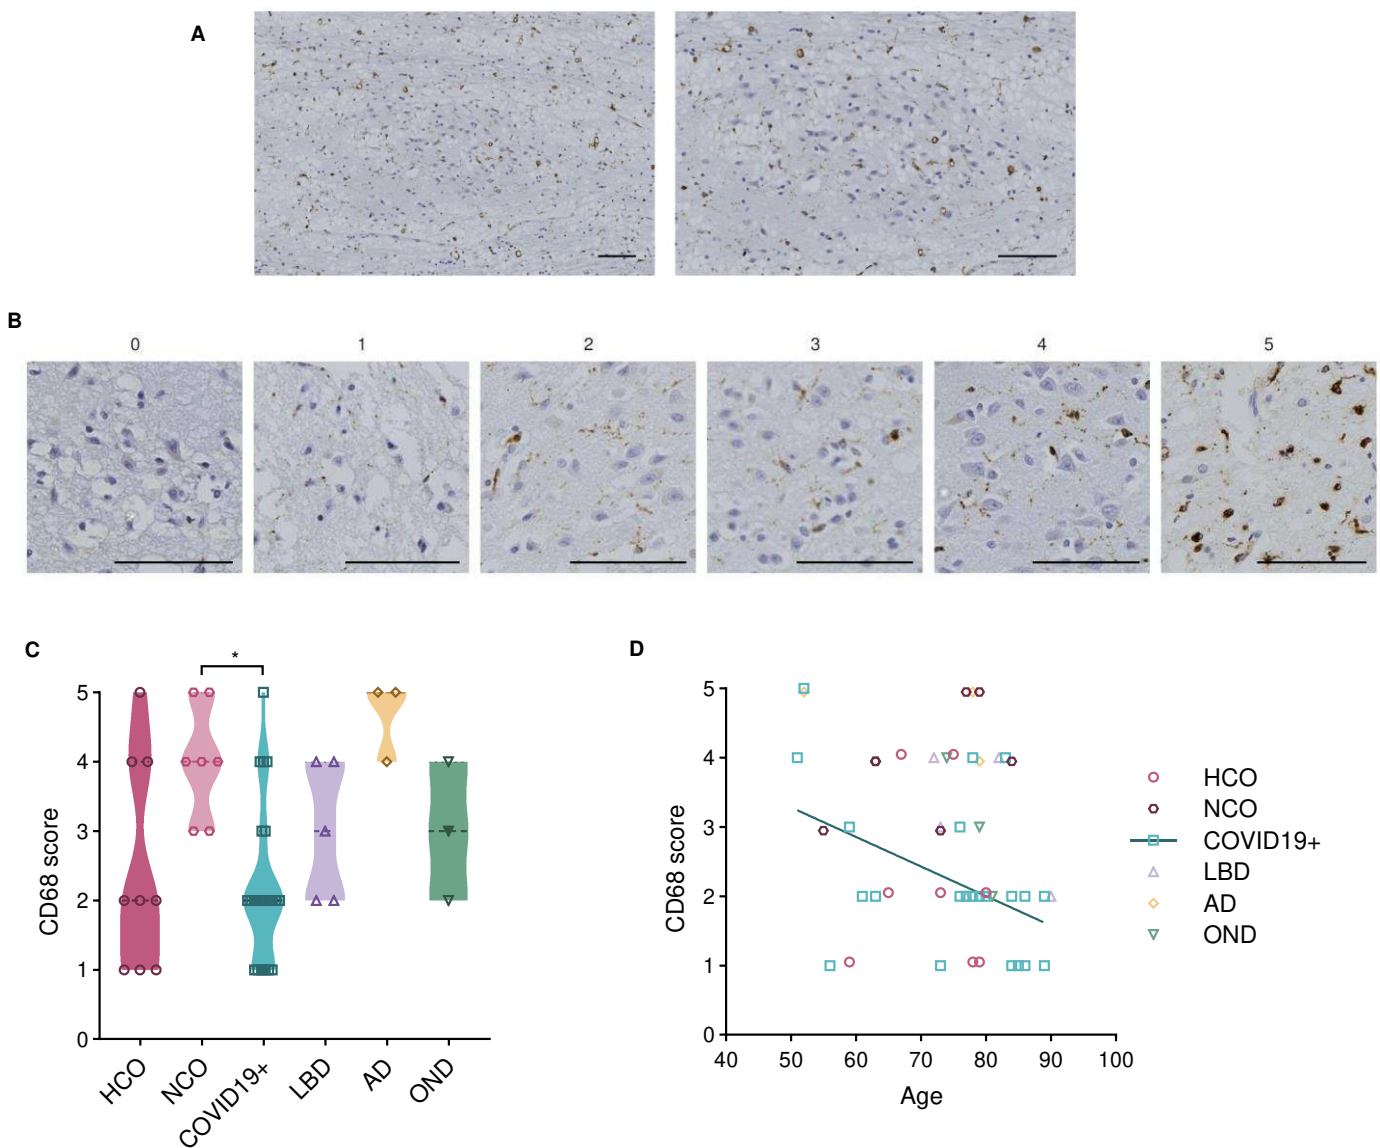 A
B
0 1 2 3 4 5
C
*
5
4
3
2
1
0
CD68 score
HCO NCO COVID19+ LBD AD OND
D
5
4
3
2
1
0
CD68 score
40 50 60 70 80 90 100
Age
HCO
NCO
COVID19+
LBD
AD
OND